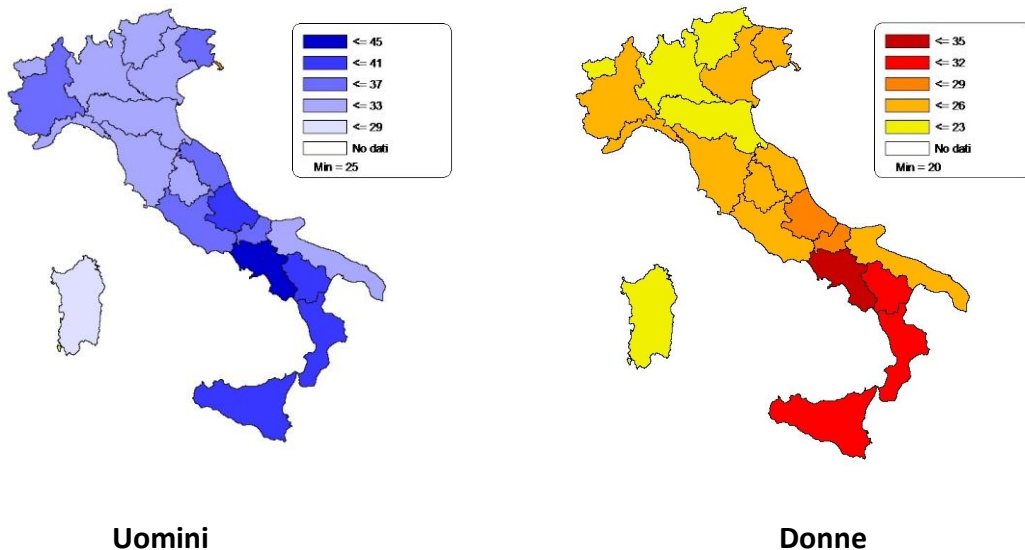 <= 45
<= 41
<= 37
<= 33
<= 29
No dati
Min = 25
<= 35
<= 32
<= 29
<= 26
<= 23
No dati
Min = 20
Uomini
Donne